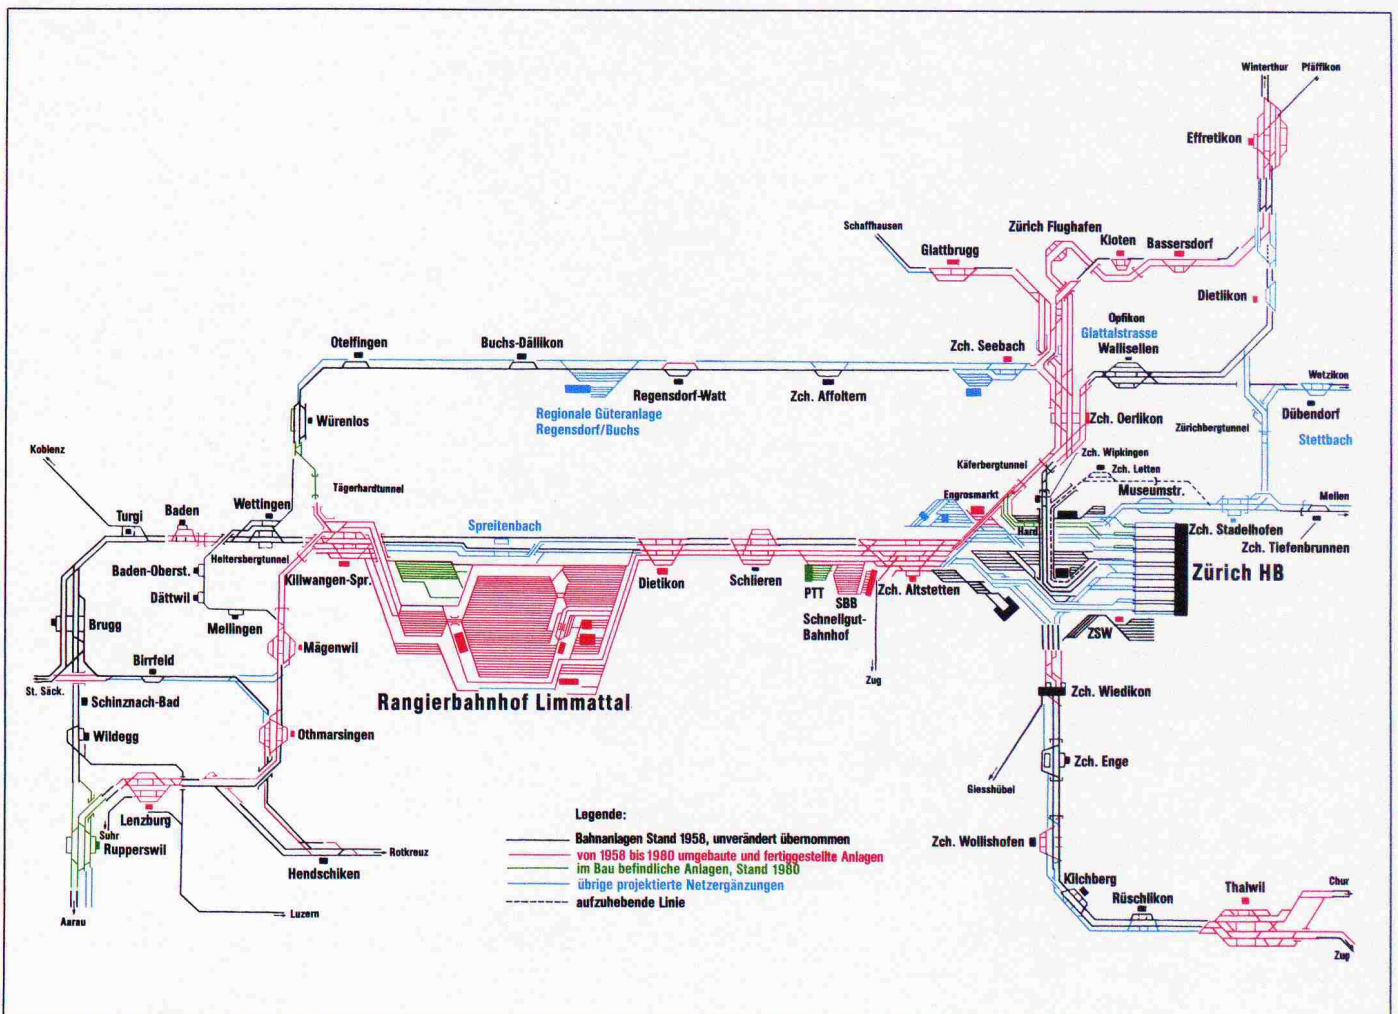 Winterthur
Pfäffikon
Effretikon
Schaffhausen
Zürich Flughafen
Glattbrugg
Kloten
Bassersdorf
Dietlikon
Opfikon
Glattalstrasse
Wallisellen
Otelfingen
Buchs-Dällikon
Zch. Seebach
Wetzikon
Regionale Güteranlage
Regensdorf/Buchs
Regensdorf-Watt
Zch. Affoltern
Dübendorf
Würenlos
Zch. Oerlikon
Zürichbergtunnel
Stettbach
Koblenz
Käferbergtunnel
Zch. Wipkingen
Zch. Letten
Tägerhardtunnel
Engrosmarkt
Museumstr.
Meilen
Turgi
Baden
Wettingen
Spreitenbach
Hard
Zch. Stadelhofen
Zch. Tiefenbrunnen
Heitersbergtunnel
Baden-Oberst.
Killwangen-Spr.
Dietikon
Schlieren
PTT
SBB
Schnellgut-
Bahnhof
Zch. Altstetten
Zürich HB
Dättwil
Mellingen
Brugg
Mägenwil
ZSW
Birrfeld
St. Säck.
Schinznach-Bad
Rangierbahnhof Limmattal
Zug
Zch. Wiedikon
Wildegg
Othmarsingen
Zch. Enge
Giesshübel
Lenzburg
Suhr
Rupperswil
Hendschiken
Rotkreuz
Aarau
Luzern
Legende:
Bahnanlagen Stand 1958, unverändert übernommen
von 1958 bis 1980 umgebaute und fertiggestellte Anlagen
im Bau befindliche Anlagen, Stand 1980
übrige projektierte Netzergänzungen
aufzuhebende Linie
Zch. Wollishofen
Kilchberg
Rüschlikon
Thalwil
Chur
Zug